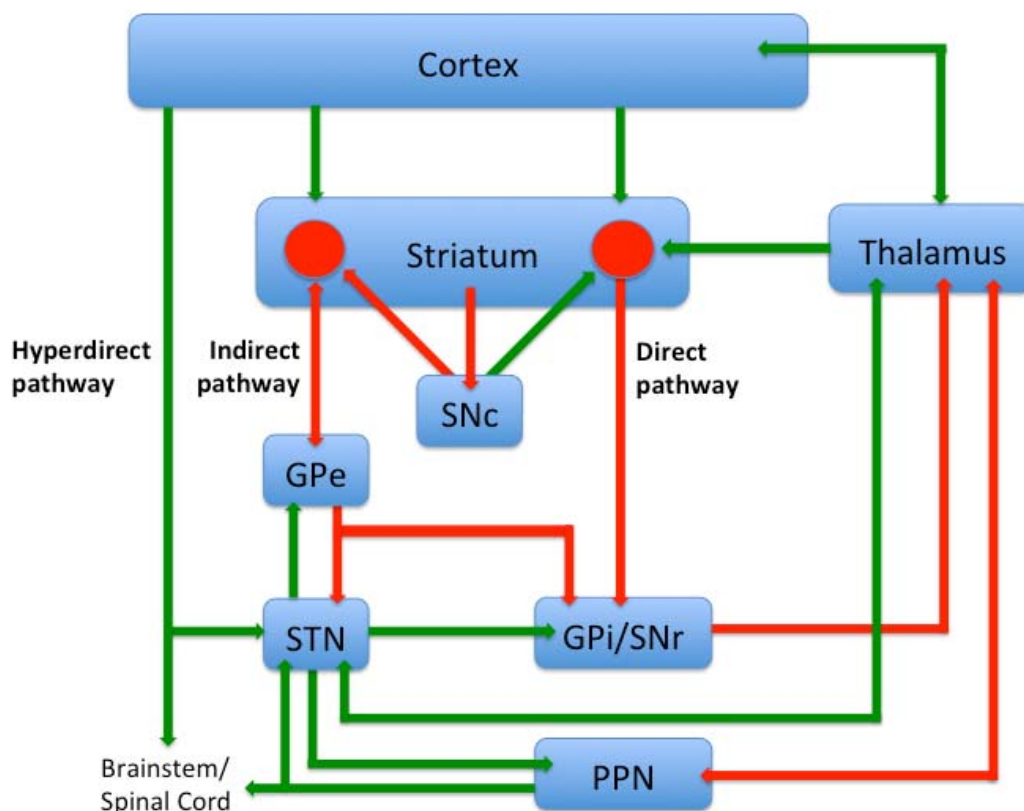 Cortex
Striatum
Thalamus
Hyperdirect
pathway
Indirect
pathway
Direct
pathway
SNc
GPe
STN
GPi/SNr
Brainstem/
Spinal Cord
PPN